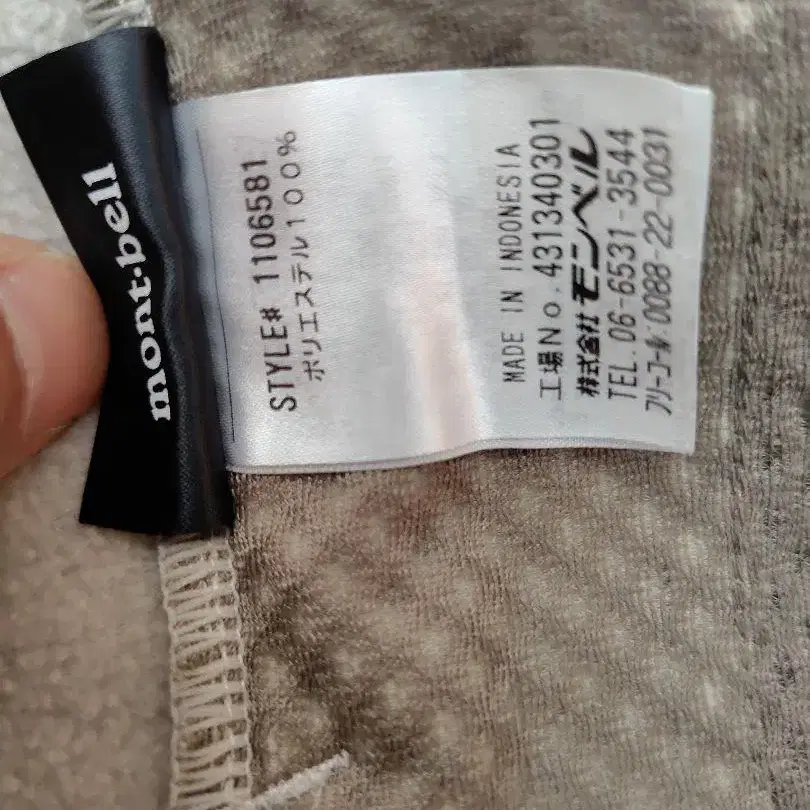 mont-bell
STYLE# 1106581
ポリエステル100%
MADE IN INDONESIA
工場No.431340301
株式会社 モンベル
TEL.06-6531-3544
フリーコール:0088-22-0031